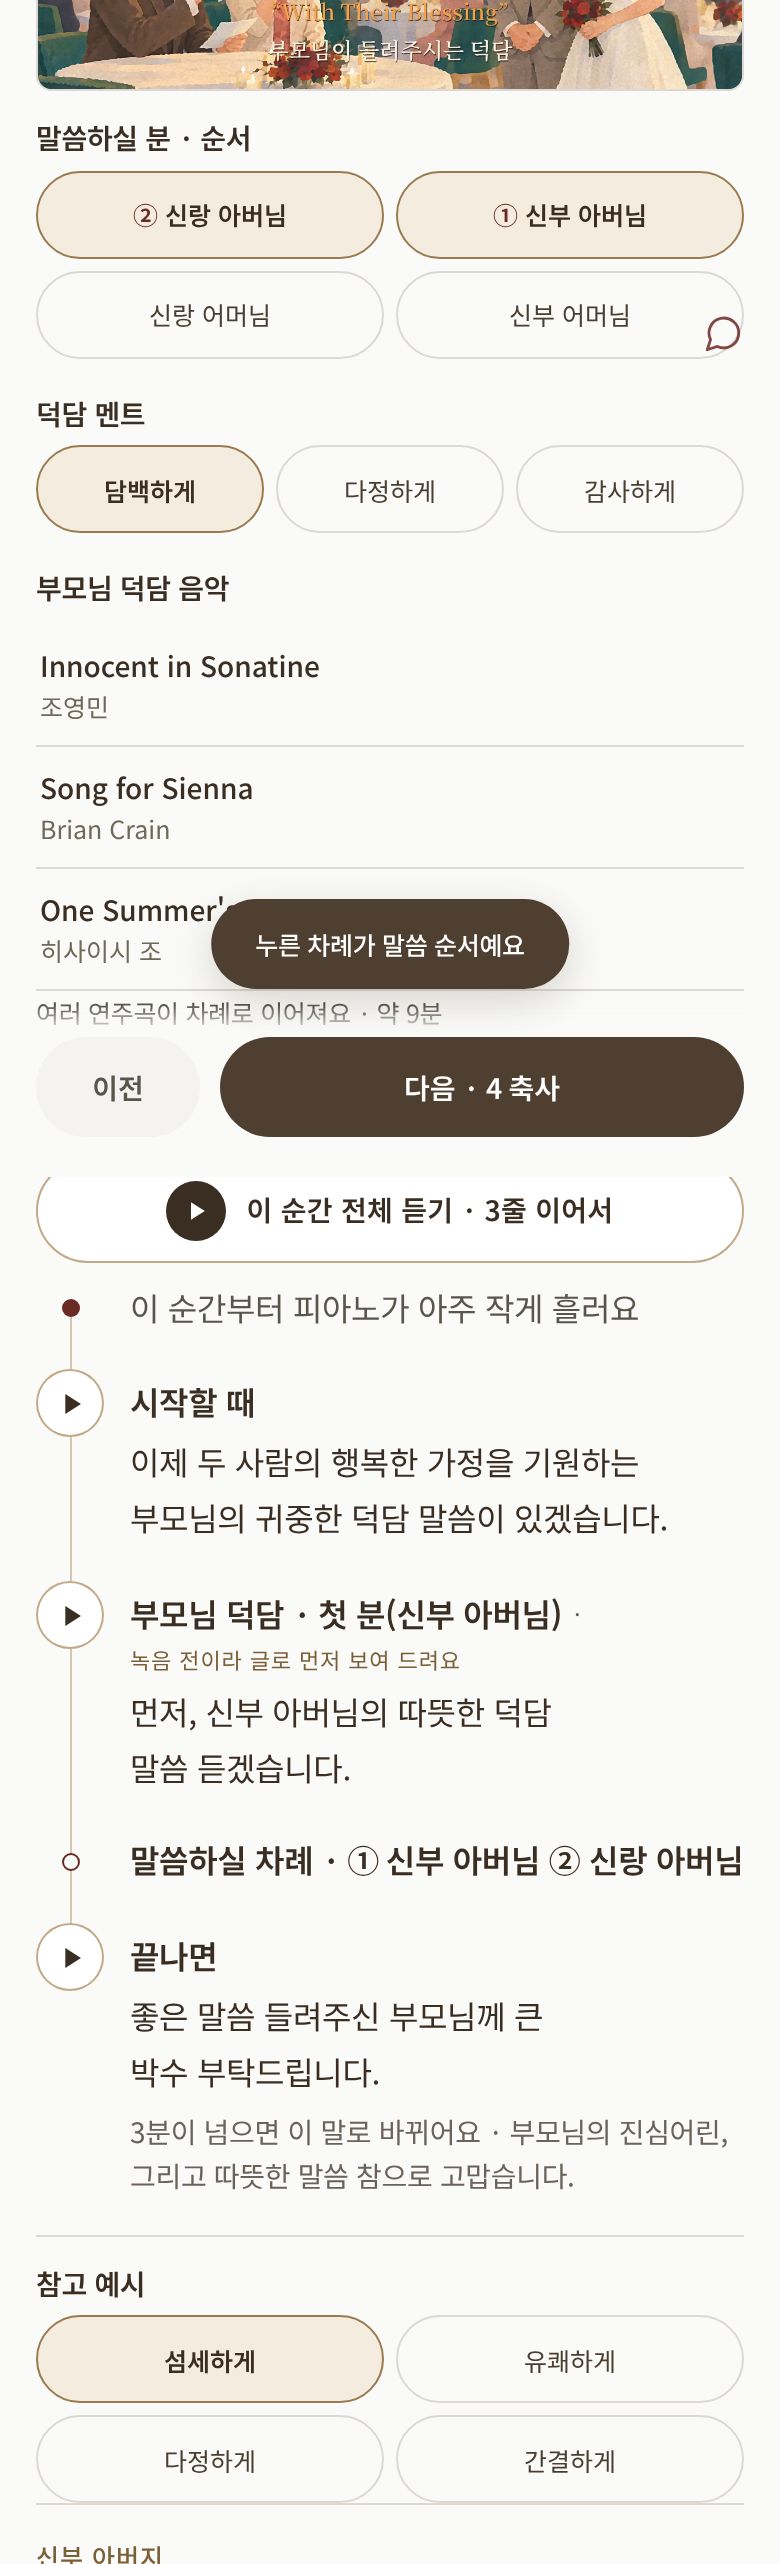 “With Their Blessing”
부모님이 들려주시는 덕담
말씀하실 분 · 순서
② 신랑 아버님
① 신부 아버님
신랑 어머님
신부 어머님
덕담 멘트
담백하게
다정하게
감사하게
부모님 덕담 음악
Innocent in Sonatine
조영민
Song for Sienna
Brian Crain
One Summer's
히사이시 조
누른 차례가 말씀 순서예요
여러 연주곡이 차례로 이어져요 · 약 9분
이전
다음 · 4 축사
이 순간 전체 듣기 · 3줄 이어서
이 순간부터 피아노가 아주 작게 흘러요
시작할 때
이제 두 사람의 행복한 가정을 기원하는
부모님의 귀중한 덕담 말씀이 있겠습니다.
부모님 덕담 · 첫 분(신부 아버님) ·
녹음 전이라 글로 먼저 보여 드려요
먼저, 신부 아버님의 따뜻한 덕담
말씀 듣겠습니다.
말씀하실 차례 · ① 신부 아버님 ② 신랑 아버님
끝나면
좋은 말씀 들려주신 부모님께 큰
박수 부탁드립니다.
3분이 넘으면 이 말로 바뀌어요 · 부모님의 진심어린,
그리고 따뜻한 말씀 참으로 고맙습니다.
참고 예시
섬세하게
유쾌하게
다정하게
간결하게
신부 아버지